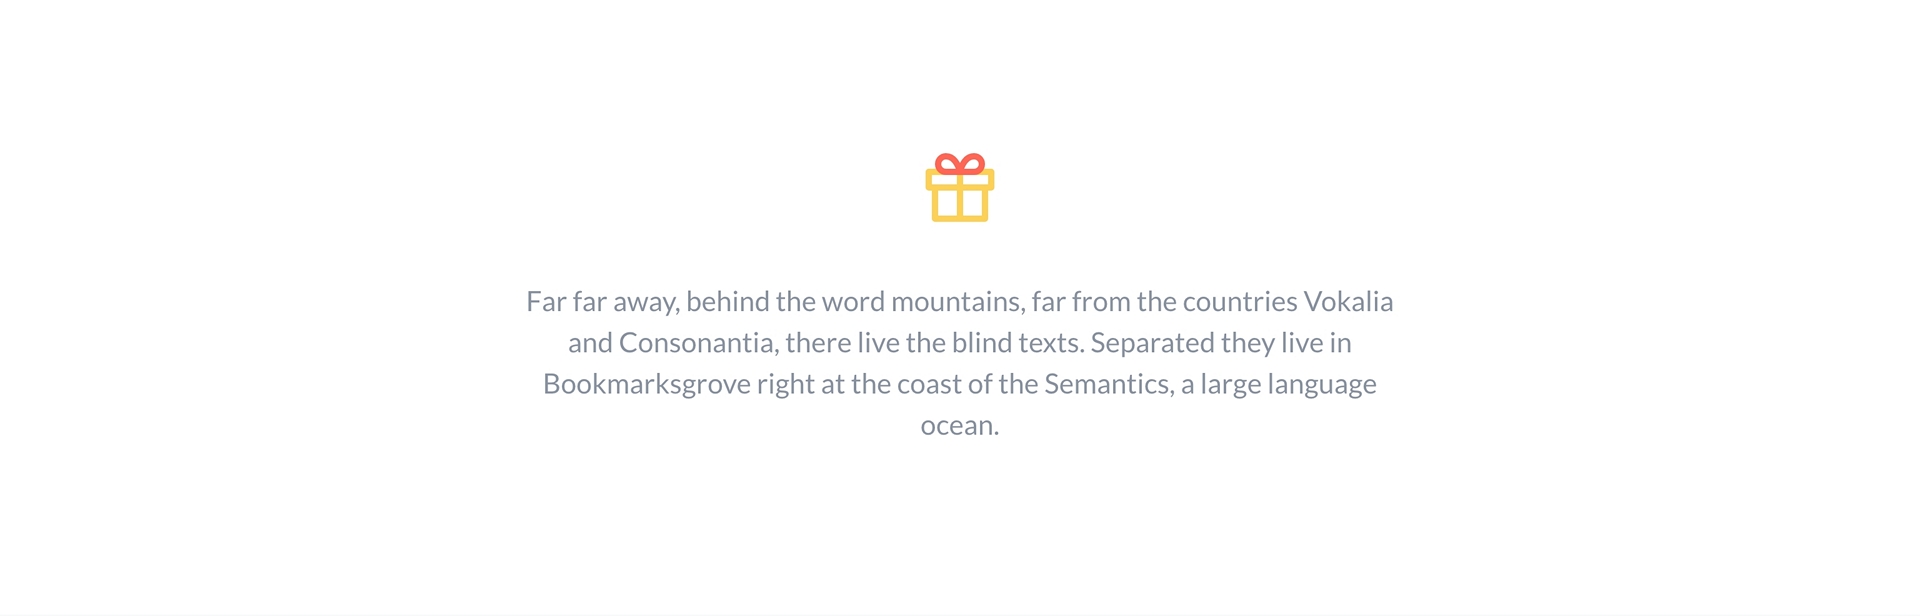 Far far away, behind the word mountains, far from the countries Vokalia
and Consonantia, there live the blind texts. Separated they live in
Bookmarksgrove right at the coast of the Semantics, a large language
ocean.